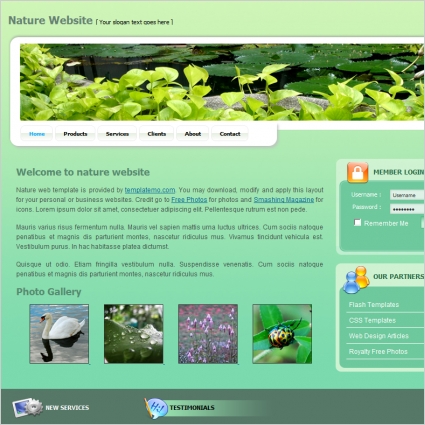 Nature Website [ Your slogan text goes here ]
Home Products Services Clients About Contact
Welcome to nature website
Nature web template is provided by templatemo.com. You may download, modify and apply this layout
for your personal or business websites. Credit go to Free Photos for photos and Smashing Magazine for
icons. Lorem ipsum dolor sit amet, consectetuer adipiscing elit. Pellentesque rutrum est non pede.
Mauris varius risus fermentum nulla. Mauris vel sapien mattis urna luctus ultrices. Cum sociis natoque
penatibus et magnis dis parturient montes, nascetur ridiculus mus. Vivamus tincidunt vehicula est.
Vestibulum purus. In hac habitasse platea dictumst.
Quisque ut odio. Etiam fringilla vestibulum nulla. Suspendisse venenatis. Cum sociis natoque
penatibus et magnis dis parturient montes, nascetur ridiculus mus.
Photo Gallery
MEMBER LOGIN
Username : Username
Password :
Remember Me
OUR PARTNERS
Flash Templates
CSS Templates
Web Design Articles
Royalty Free Photos
NEW SERVICES
Hi! TESTIMONIALS